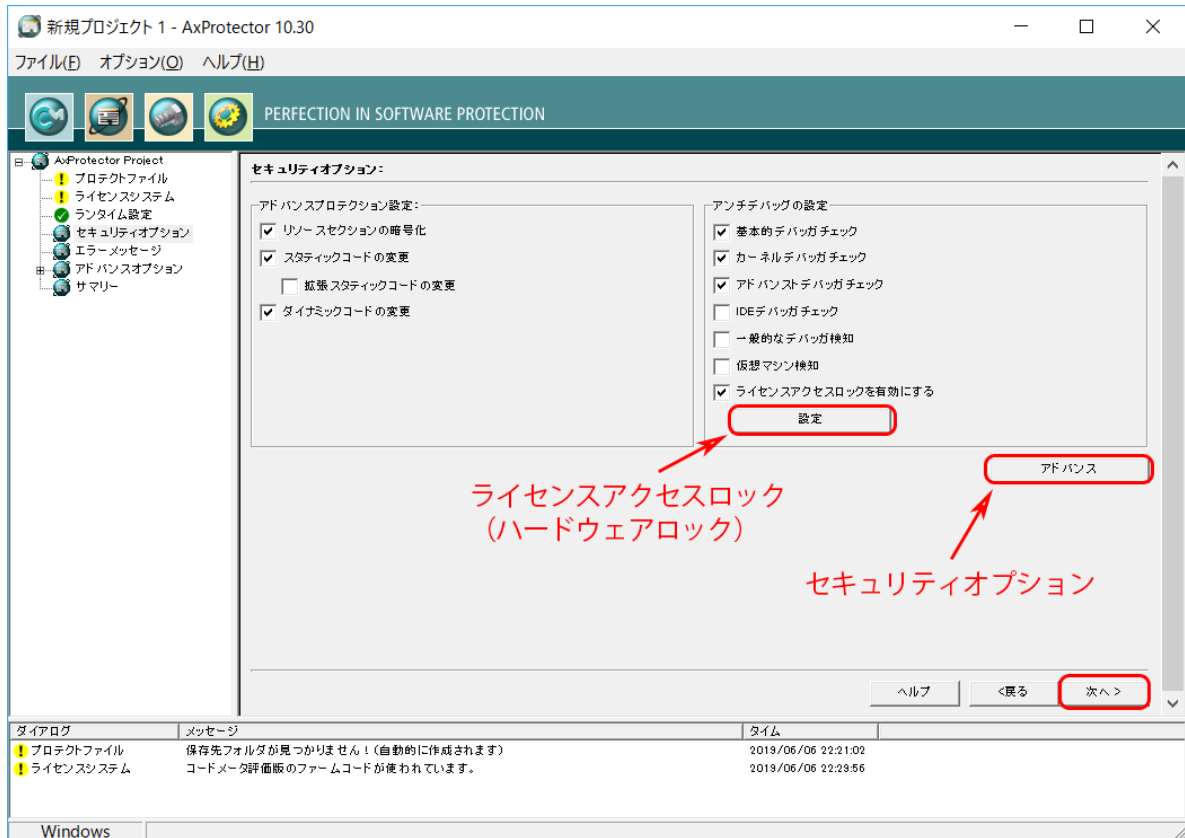 新規プロジェクト 1 - AxProtector 10.30
ファイル(F) オプション(O) ヘルプ(H)
PERFECTION IN SOFTWARE PROTECTION
AxProtector Project
プロテクトファイル
ライセンスシステム
ランタイム設定
セキュリティオプション
エラーメッセージ
アドバンスオプション
サマリー
セキュリティオプション:
アドバンスプロテクション設定:
リソースセクションの暗号化
スタティックコードの変更
拡張スタティックコードの変更
ダイナミックコードの変更
アンチデバッグの設定
基本的デバッガチェック
カーネルデバッガチェック
アドバンストデバッガチェック
IDEデバッガチェック
一般的なデバッガ検知
仮想マシン検知
ライセンスアクセスロックを有効にする
設定
アドバンス
ライセンスアクセスロック
(ハードウェアロック)
セキュリティオプション
ヘルプ <戻る 次へ>
ダイアログ メッセージ タイム
プロテクトファイル 保存先フォルダが見つかりません!(自動的に作成されます) 2019/06/06 22:21:02
ライセンスシステム コードメータ評価版のファームコードが使われています。 2019/06/06 22:29:56
Windows